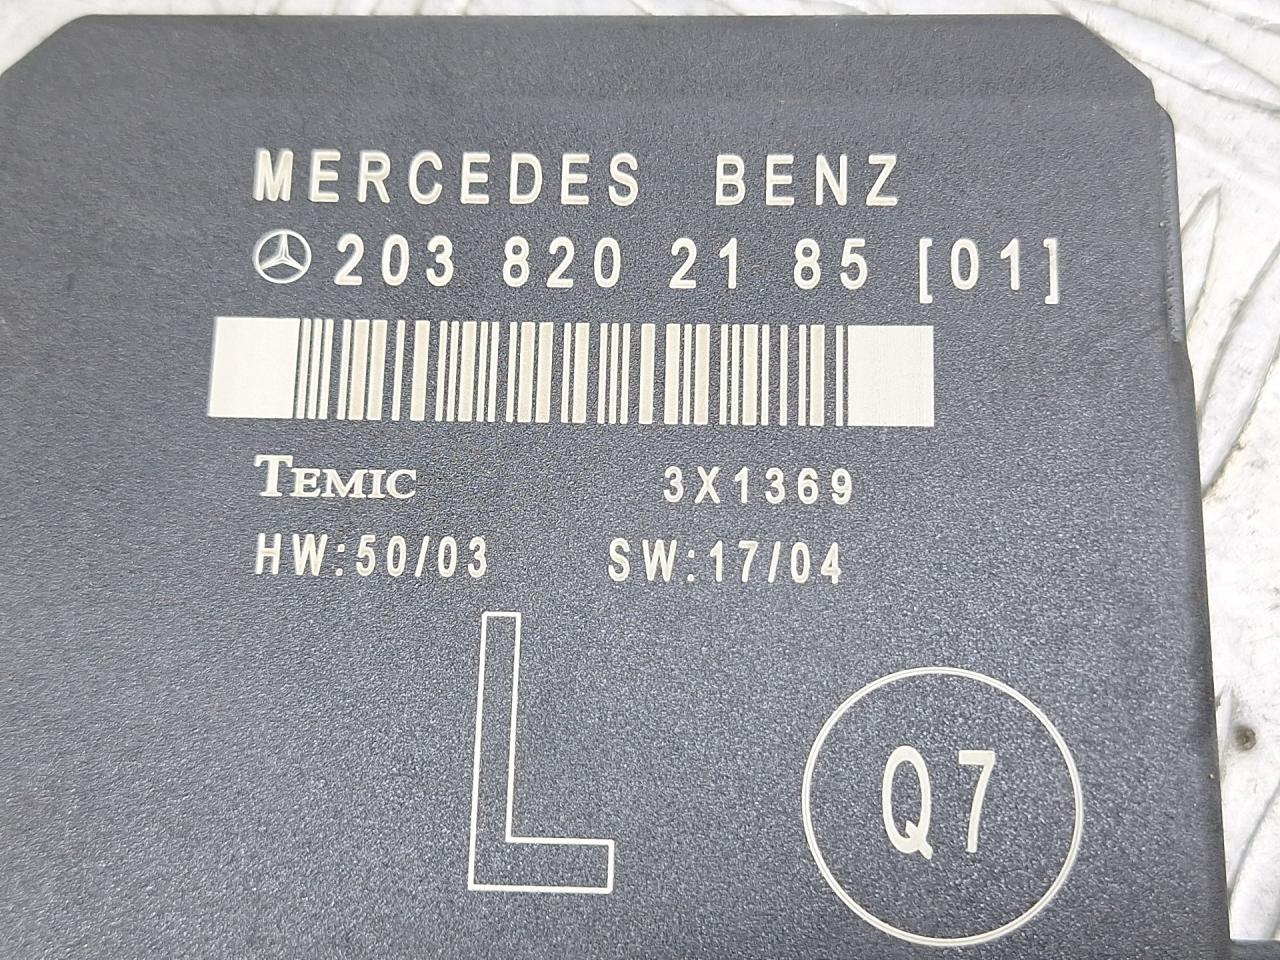 MERCEDES BENZ
203 820 21 85 [01]
TEMIC 3X1369
HW:50/03 SW:17/04
L
Q7